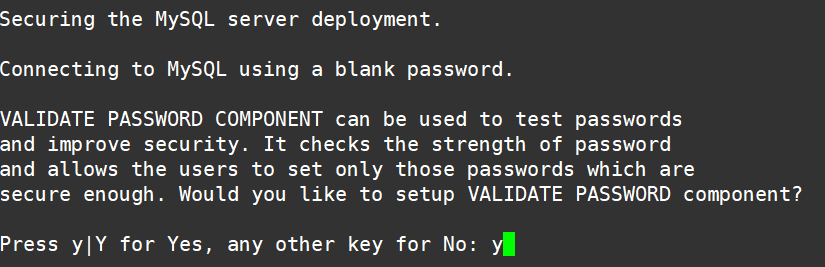 Securing the MySQL server deployment.
Connecting to MySQL using a blank password.
VALIDATE PASSWORD COMPONENT can be used to test passwords
and improve security. It checks the strength of password
and allows the users to set only those passwords which are
secure enough. Would you like to setup VALIDATE PASSWORD component?
Press y|Y for Yes, any other key for No: y